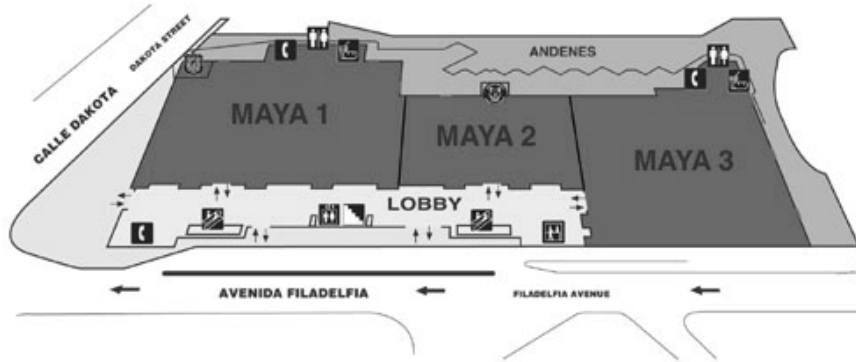 DAKOTA STREET
CALLE DAKOTA
ANDENES
MAYA 1
MAYA 2
MAYA 3
LOBBY
AVENIDA FILADELFIA
FILADELFIA AVENUE